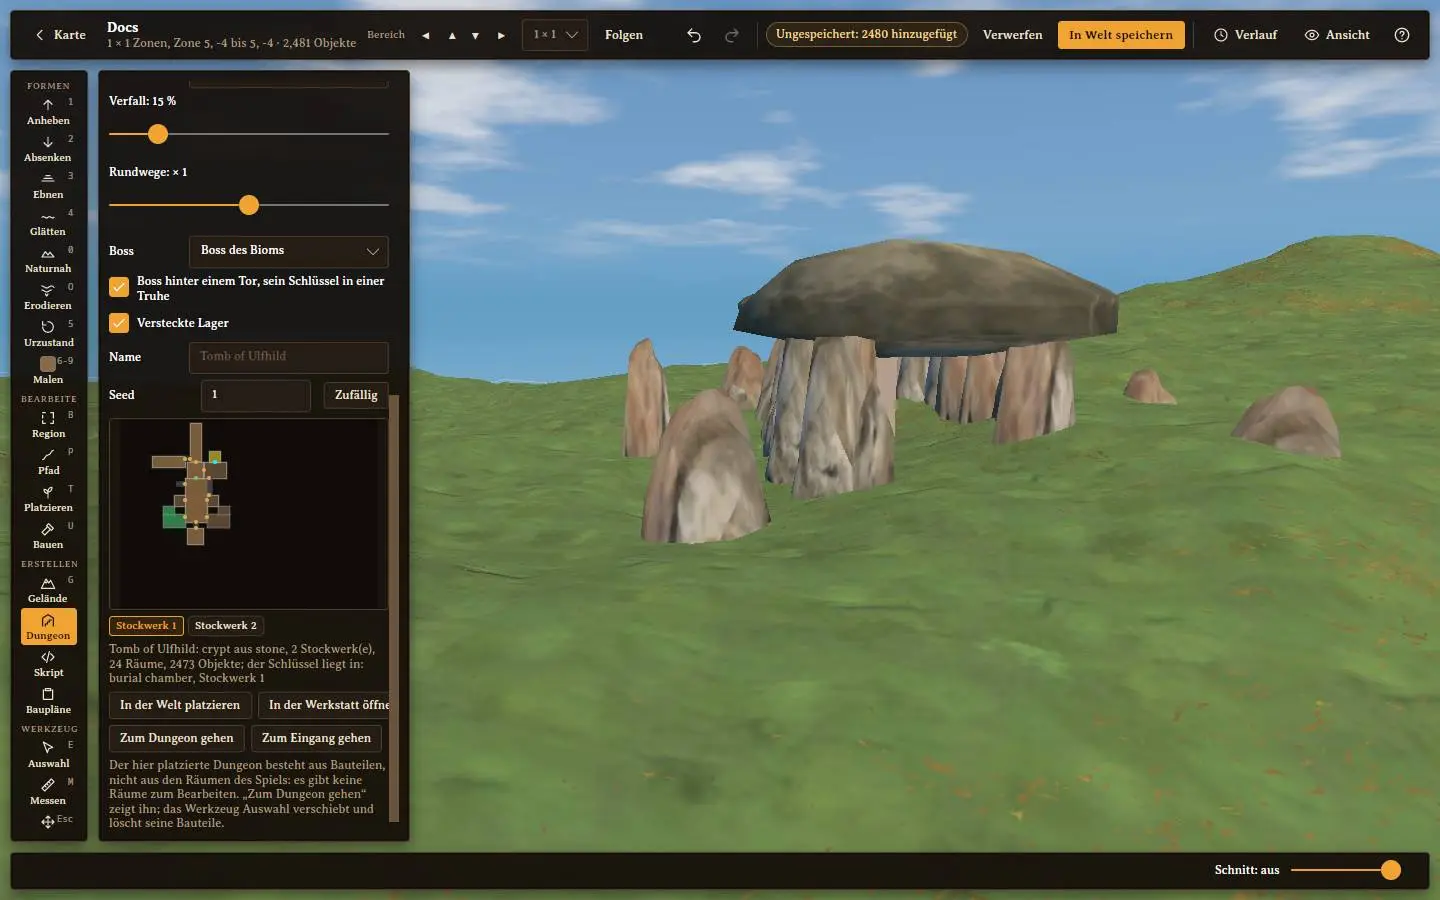 Karte
Docs
1 × 1 Zonen, Zone 5, -4 bis 5, -4 · 2,481 Objekte
Bereich
1 × 1
Folgen
Ungespeichert: 2480 hinzugefügt
Verwerfen
In Welt speichern
Verlauf
Ansicht
FORMEN
1
Anheben
2
Absenken
3
Ebnen
4
Glätten
0
Naturnah
O
Erodieren
5
Urzustand
6-9
Malen
BEARBEITE
B
Region
P
Pfad
T
Platzieren
U
Bauen
ERSTELLEN
G
Gelände
Dungeon
Skript
Baupläne
WERKZEUG
E
Auswahl
M
Messen
Esc
Verfall: 15 %
Rundwege: × 1
Boss
Boss des Bioms
Boss hinter einem Tor, sein Schlüssel in einer
Truhe
Versteckte Lager
Name
Tomb of Ulfhild
Seed
1
Zufällig
Stockwerk 1
Stockwerk 2
Tomb of Ulfhild: crypt aus stone, 2 Stockwerk(e),
24 Räume, 2473 Objekte; der Schlüssel liegt in:
burial chamber, Stockwerk 1
In der Welt platzieren
In der Werkstatt öffne
Zum Dungeon gehen
Zum Eingang gehen
Der hier platzierte Dungeon besteht aus Bauteilen,
nicht aus den Räumen des Spiels: es gibt keine
Räume zum Bearbeiten. „Zum Dungeon gehen“
zeigt ihn; das Werkzeug Auswahl verschiebt und
löscht seine Bauteile.
Schnitt: aus